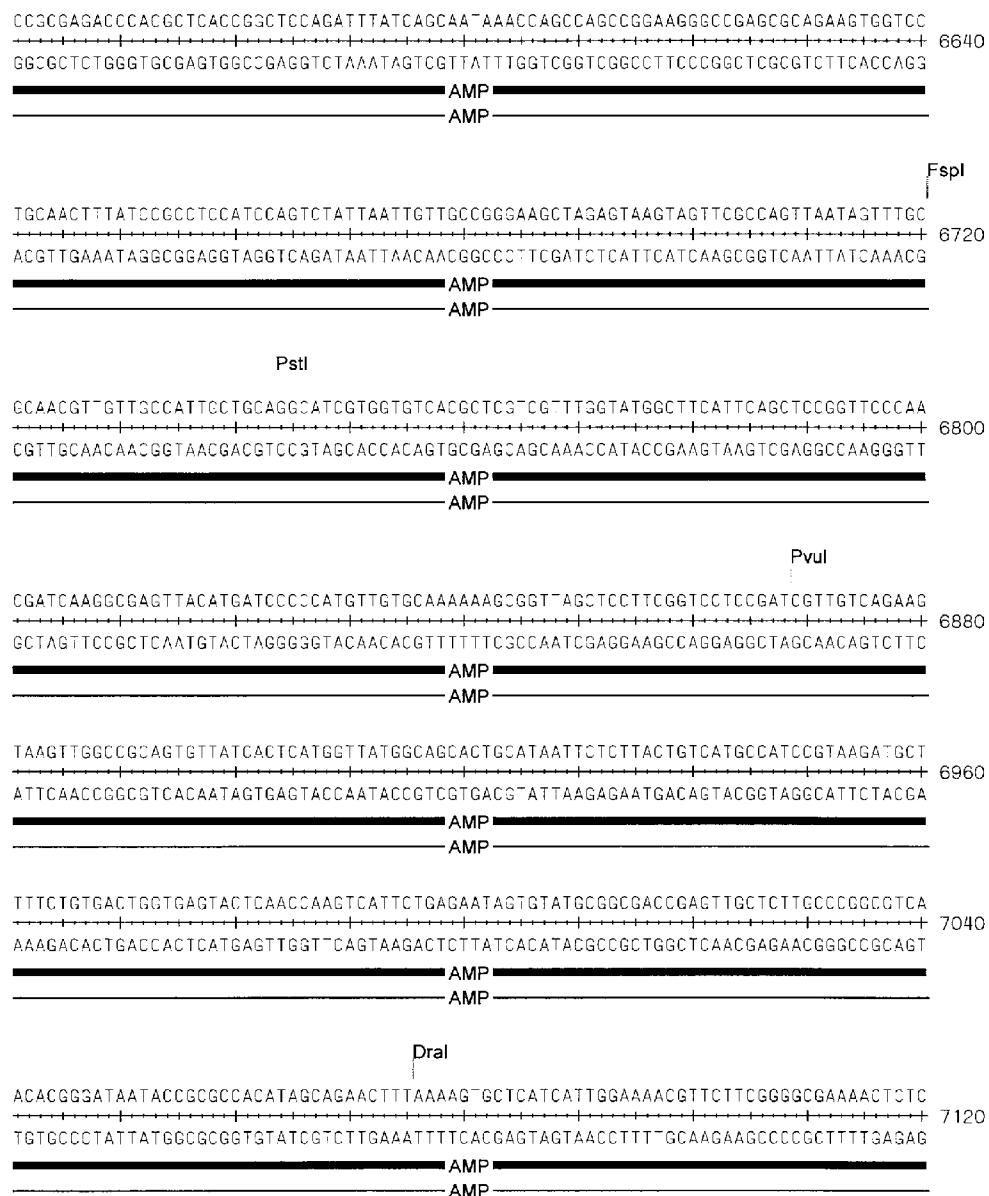 CCGCGAGACCCACGCTCACCGGCTCCAGATTTATCAGCAATAAACCAGCCAGCCGGAAGGGCCGAGCGCAGAAGTGGTCC
6640
GGCGCTCTGGGTGCGAGTGGCCGAGGTCTAAATAGTCGTTATTTGGTCGGTCGGCCTTCCCGGCTCGCGTCTTCACCAGG
AMP
AMP
FspI
TGCAACTTTATCCGCCTCCATCCAGTCTATTAATTGTTGCCGGGAAGCTAGAGTAAGTAGTTCGCCAGTTAATAGTTTGC
6720
ACGTTGAAATAGGCGGAGGTAGGTCAGATAATTAACAACGGCCCTTCGATCTCATTCATCAAGCGGTCAATTATCAAACG
AMP
AMP
PstI
GCAACGTTGTTGCCATTGCTGCAGGCATCGTGGTGTCACGCTCGTCGTTTGGTATGGCTTCATTCAGCTCCGGTTCCCAA
6800
CGTTGCAACAACGGTAACGACGTCCGTAGCACCACAGTGCGAGCAGCAAACCATACCGAAGTAAGTCGAGGCCAAGGGTT
AMP
AMP
PvuI
CGATCAAGGCGAGTTACATGATCCCCCATGTTGTGCAAAAAAGCGGTTAGCTCCTTCGGTCCTCCGATCGTTGTCAGAAG
6880
GCTAGTTCCGCTCAATGTACTAGGGGGTACAACACGTTTTTTCGCCAATCGAGGAAGCCAGGAGGCTAGCAACAGTCTTC
AMP
AMP
TAAGTTGGCCGCAGTGTTATCACTCATGGTTATGGCAGCACTGCATAATTCTCTTACTGTCATGCCATCCGTAAGATGCT
6960
ATTCAACCGGCGTCACAATAGTGAGTACCAATACCGTCGTGACGTATTAAGAGAATGACAGTACGGTAGGCATTCTACGA
AMP
AMP
TTTCTGTGACTGGTGAGTACTCAACCAAGTCATTCTGAGAATAGTGTATGCGGCGACCGAGTTGCTCTTGCCCGGCGTCA
7040
AAAGACACTGACCACTCATGAGTTGGTTCAGTAAGACTCTTATCACATACGCCGCTGGCTCAACGAGAACGGGCCGCAGT
AMP
AMP
DraI
ACACGGGATAATACCGCGCCACATAGCAGAACTTTAAAAGTGCTCATCATTGGAAAACGTTCTTCGGGGCGAAAACTCTC
7120
TGTGCCCTATTATGGCGCGGTGTATCGTCTTGAAATTTTCACGAGTAGTAACCTTTTGCAAGAAGCCCCGCTTTTGAGAG
AMP
AMP